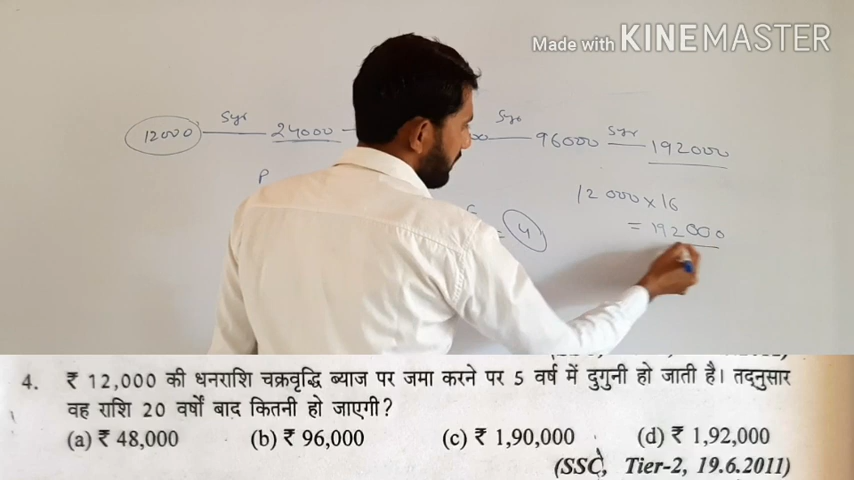 Made with KINEMASTER
12000 5yr 24000 00 5yr 96000 5yr 192000
P
12000 x 16
= 4
= 192000
(SSC, Tier-2, 19.6.2011)
4. ₹ 12,000 की धनराशि चक्रवृद्धि ब्याज पर जमा करने पर 5 वर्ष में दुगुनी हो जाती है। तद्नुसार
वह राशि 20 वर्षों बाद कितनी हो जाएगी?
(a) ₹ 48,000 (b) ₹ 96,000 (c) ₹ 1,90,000 (d) ₹ 1,92,000